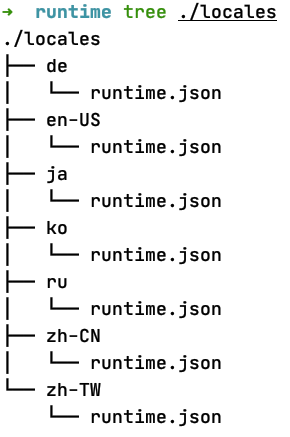 ➜  runtime tree ./locales
./locales
├── de
│   └── runtime.json
├── en-US
│   └── runtime.json
├── ja
│   └── runtime.json
├── ko
│   └── runtime.json
├── ru
│   └── runtime.json
├── zh-CN
│   └── runtime.json
└── zh-TW
    └── runtime.json